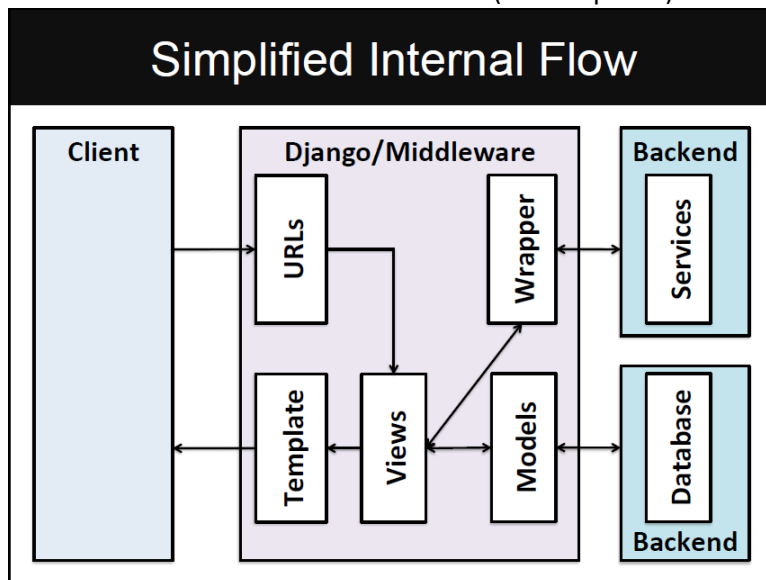 Simplified Internal Flow
Client
Django/Middleware
Backend
URLs
Wrapper
Services
Template
Views
Models
Database
Backend